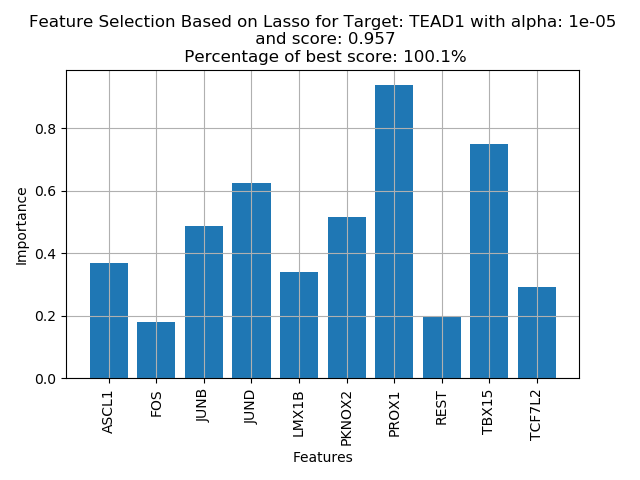 Feature Selection Based on Lasso for Target: TEAD1 with alpha: 1e-05
and score: 0.957
Percentage of best score: 100.1%
Importance
0.8
0.6
0.4
0.2
0.0
ASCL1
FOS
JUNB
JUND
LMX1B
PKNOX2
PROX1
REST
TBX15
TCF7L2
Features